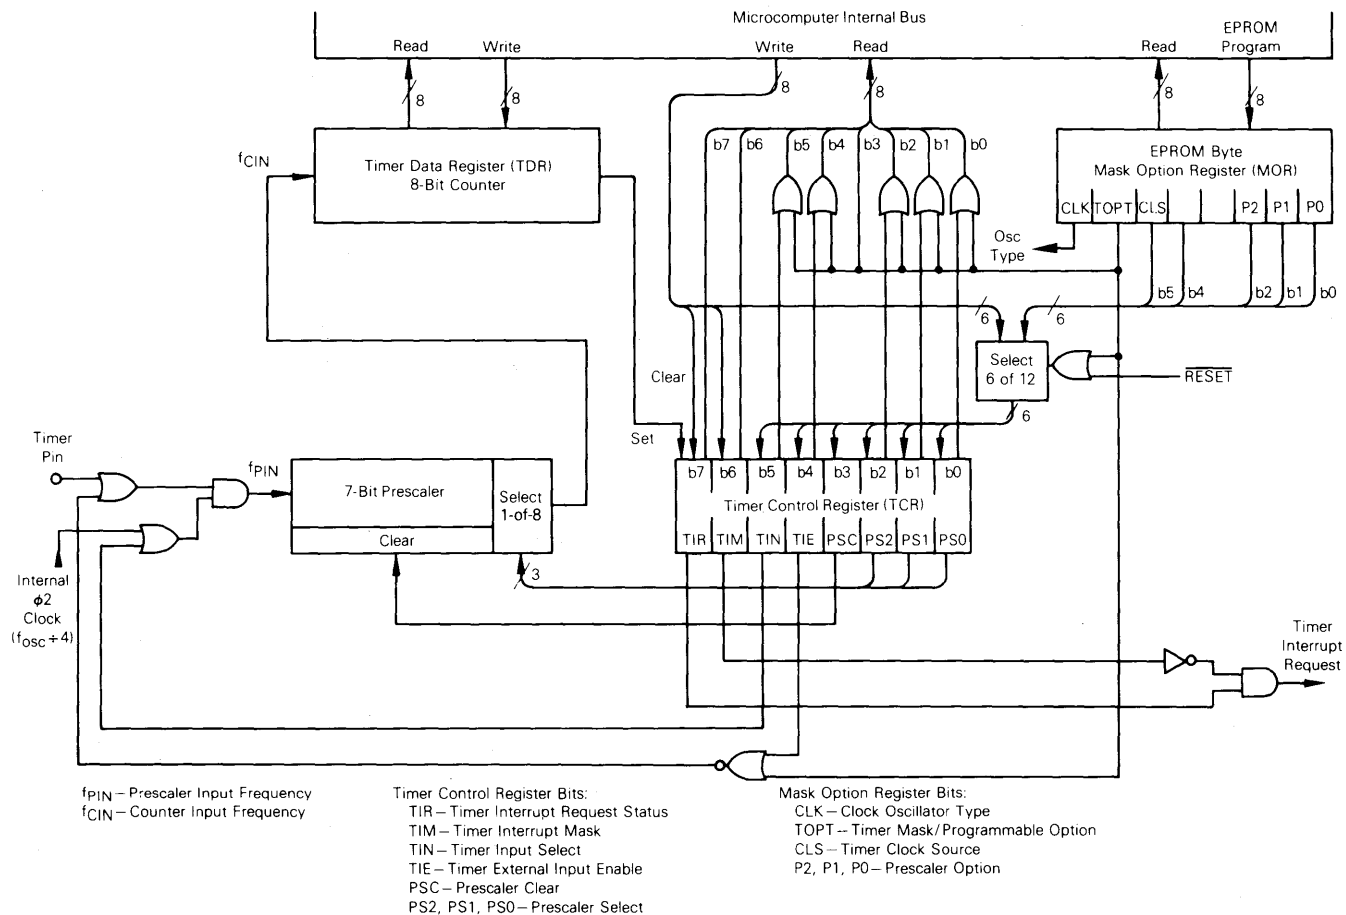 Microcomputer Internal Bus
Read
Write
Write
Read
Read
EPROM
Program
8
8
8
8
8
8
fCIN
Timer Data Register (TDR)
8-Bit Counter
b7
b6
b5
b4
b3
b2
b1
b0
EPROM Byte
Mask Option Register (MOR)
CLK
TOPT
CLS
P2
P1
P0
Osc
Type
b5
b4
b2
b1
b0
6
6
Select
6 of 12
RESET
6
Clear
Set
Timer
Pin
fPIN
7-Bit Prescaler
Select
1-of-8
Clear
3
Internal
ϕ2
Clock
(fosc÷4)
b7
b6
b5
b4
b3
b2
b1
b0
Timer Control Register (TCR)
TIR
TIM
TIN
TIE
PSC
PS2
PS1
PS0
Timer
Interrupt
Request
fPIN – Prescaler Input Frequency
fCIN – Counter Input Frequency
Timer Control Register Bits:
TIR – Timer Interrupt Request Status
TIM – Timer Interrupt Mask
TIN – Timer Input Select
TIE – Timer External Input Enable
PSC – Prescaler Clear
PS2, PS1, PS0 – Prescaler Select
Mask Option Register Bits:
CLK – Clock Oscillator Type
TOPT – Timer Mask/Programmable Option
CLS – Timer Clock Source
P2, P1, P0 – Prescaler Option